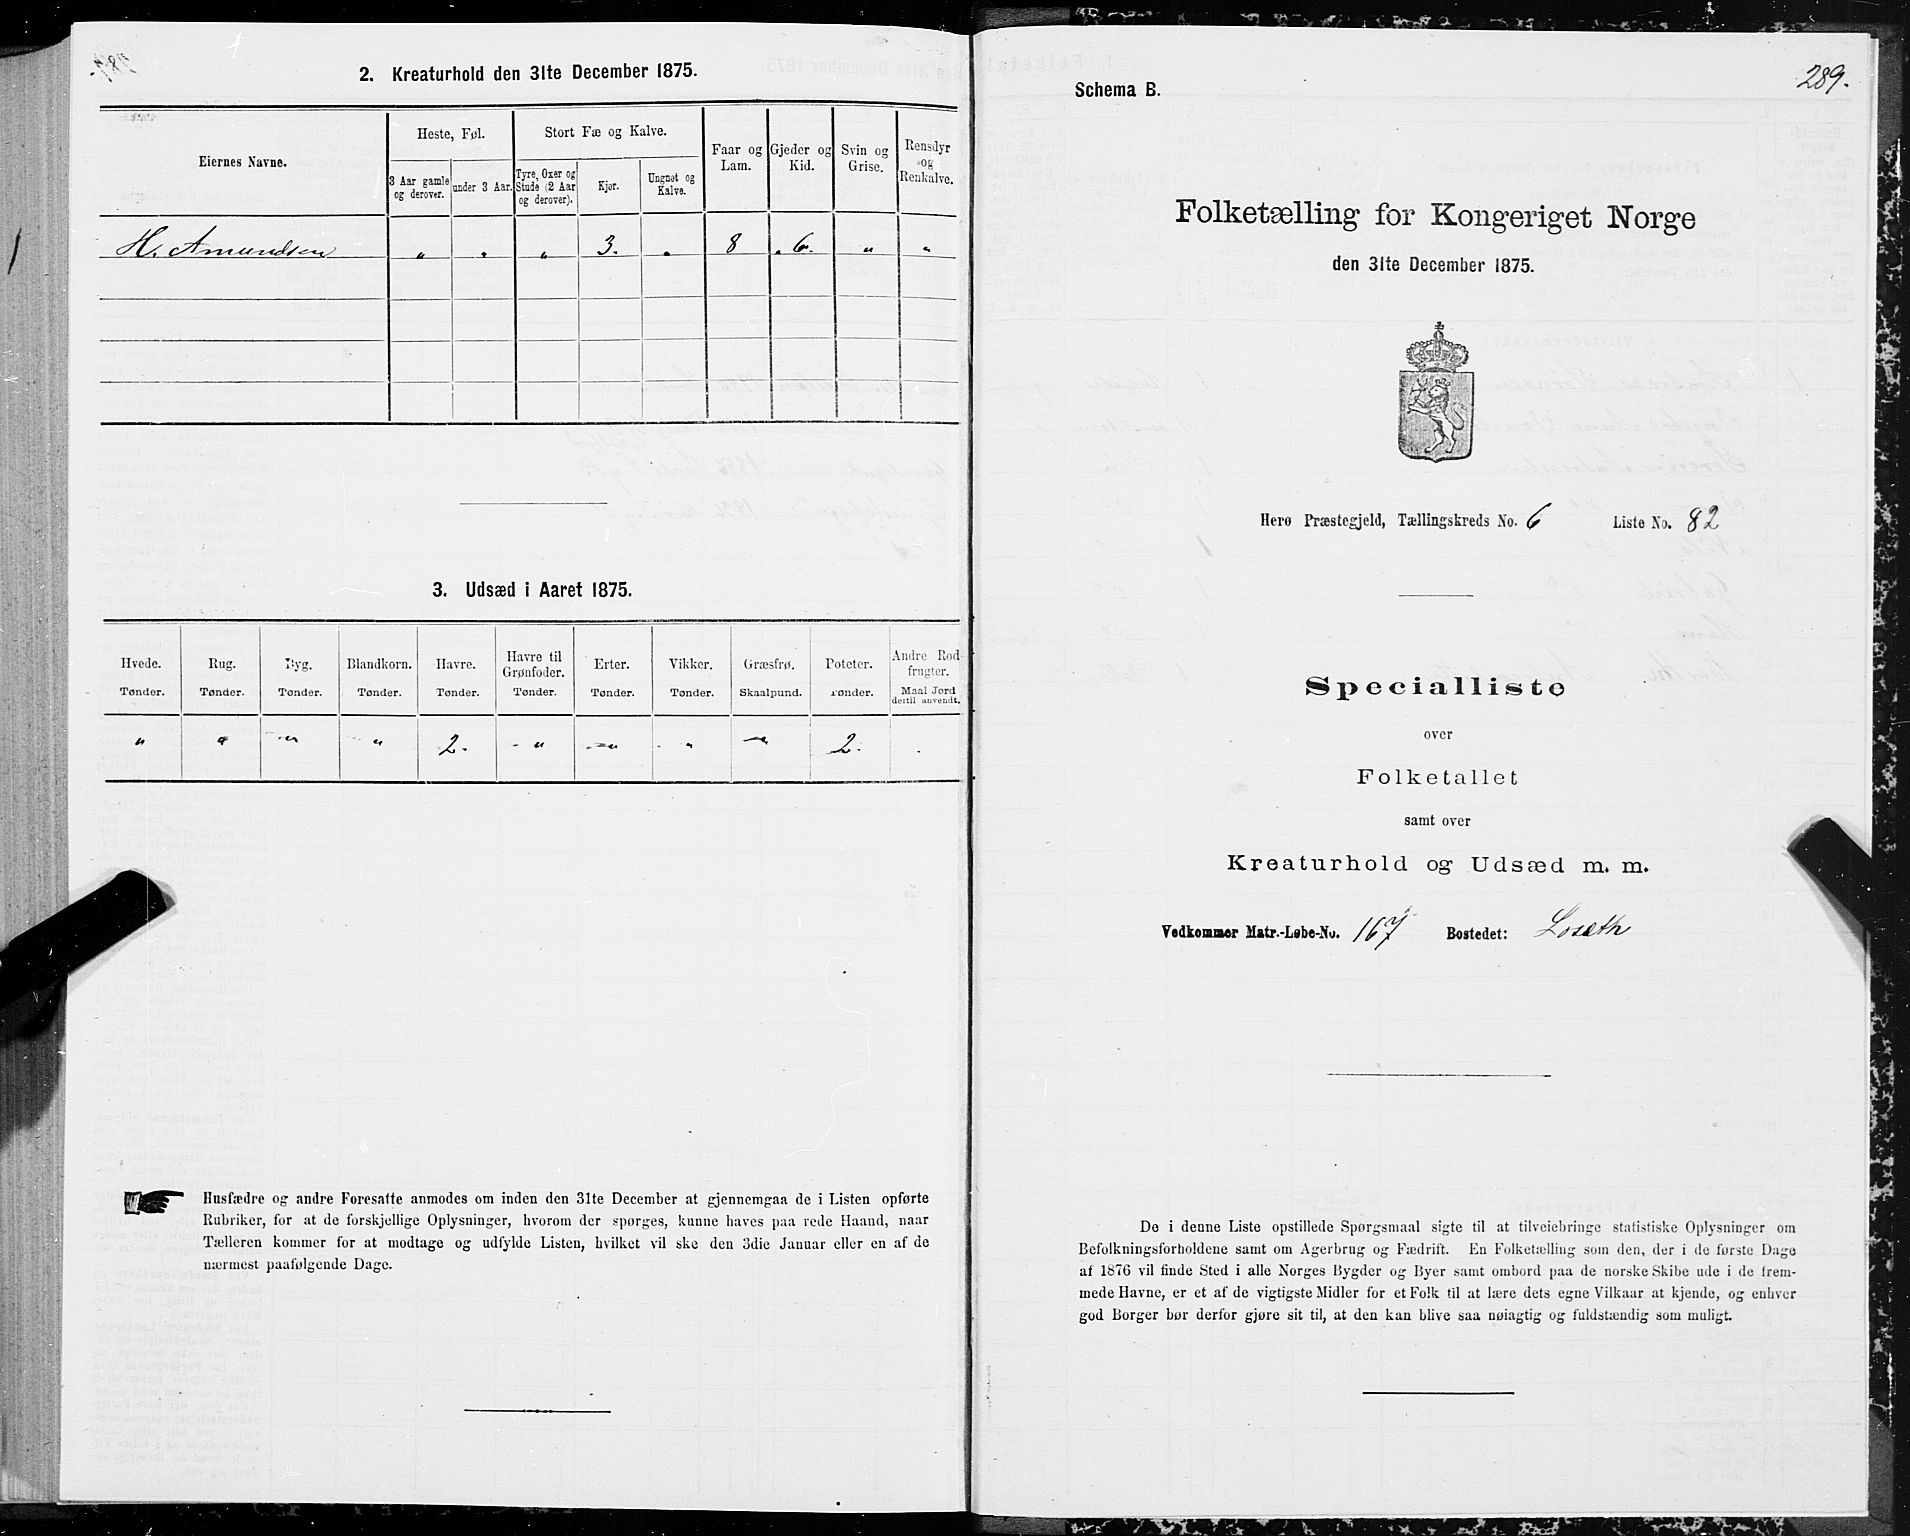 2. Kreaturhold den 31te December 1875.
Eiernes Navne.
Heste, Føl.
Stort Fæ og Kalve.
Faar og Lam.
Gjeder og Kid.
Svin og Grise.
Rensdyr og Renkalve.
3 Aar gamle og derover.
under 3 Aar.
Tyre, Oxer og Stude (2 Aar og derover).
Kjør.
Ungnøt og Kalve.
H. Amundsen " " " 3. " 8 6. " "
3. Udsæd i Aaret 1875.
Hvede. Rug. Byg. Blandkorn. Havre. Havre til Grønfoder. Erter. Vikker. Græsfrø. Poteter. Andre Rodfrugter.
Tønder. Tønder. Tønder. Tønder. Tønder. Tønder. Tønder. Tønder. Skaalpund. Tønder. Maal Jord dertil anvendt.
" " " " 2. " " " " 2.
Husfædre og andre Foresatte anmodes om inden den 31te December at gjennemgaa de i Listen opførte
Rubriker, for at de forskjellige Oplysninger, hvorom der spørges, kunne haves paa rede Haand, naar
Tælleren kommer for at modtage og udfylde Listen, hvilket vil ske den 3die Januar eller en af de
nærmest paafølgende Dage.
289.
Schema B.
Folketælling for Kongeriget Norge
den 31te December 1875.
Herø Præstegjeld, Tællingskreds No. 6 Liste No. 82
Specialliste
over
Folketallet
samt over
Kreaturhold og Udsæd m. m.
Vedkommer Matr.-Løbe-No. 167 Bostedet: Loseth
De i denne Liste opstillede Spørgsmaal sigte til at tilveiebringe statistiske Oplysninger om
Befolkningsforholdene samt om Agerbrug og Fædrift. En Folketælling som den, der i de første Dage
af 1876 vil finde Sted i alle Norges Bygder og Byer samt ombord paa de norske Skibe ude i de frem-
mede Havne, er et af de vigtigste Midler for et Folk til at lære dets egne Vilkaar at kjende, og enhver
god Borger bør derfor gjøre sit til, at den kan blive saa nøiagtig og fuldstændig som muligt.